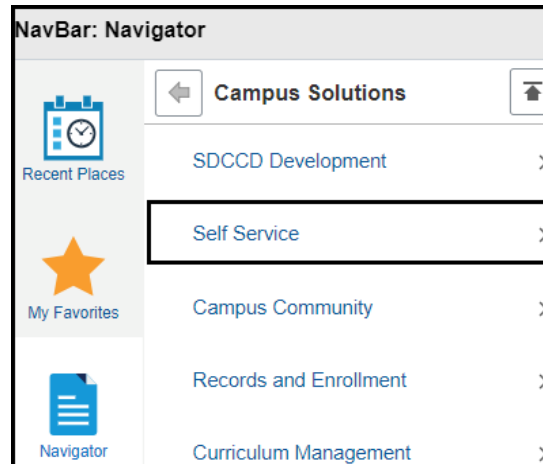 NavBar: Navigator
Recent Places
My Favorites
Navigator
Campus Solutions
SDCCD Development
Self Service
Campus Community
Records and Enrollment
Curriculum Management